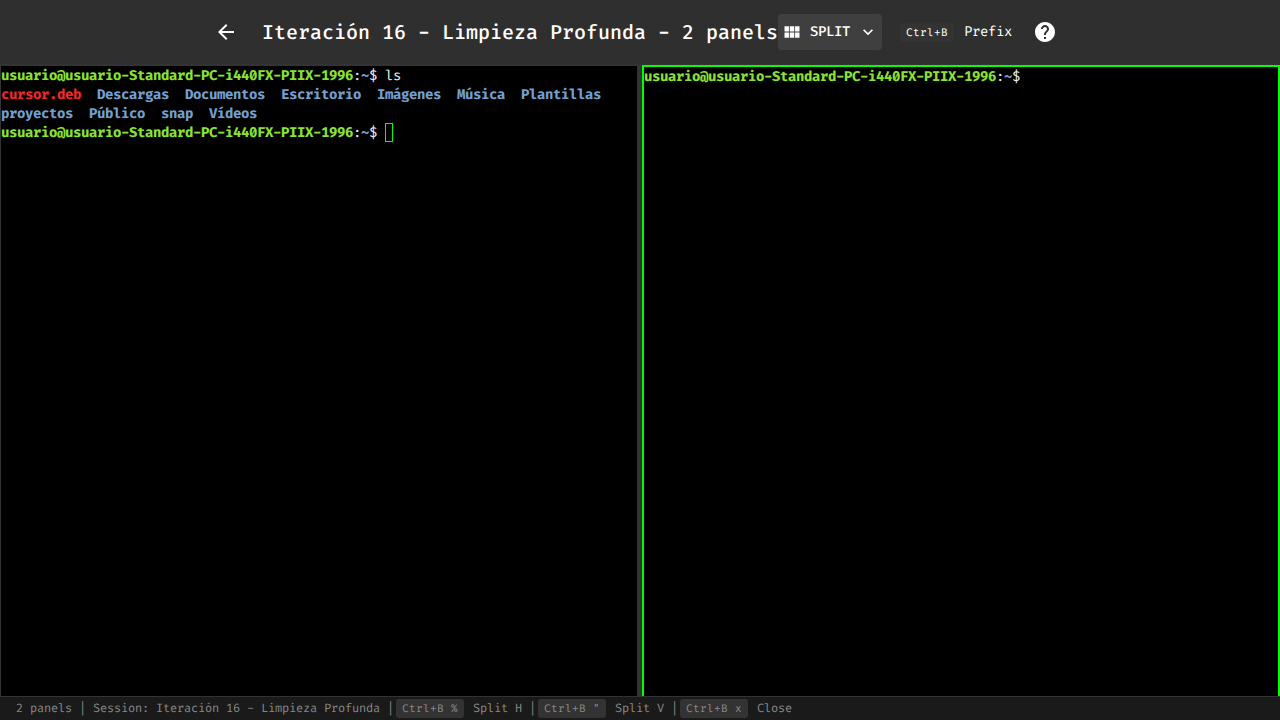 Iteración 16 - Limpieza Profunda - 2 panels SPLIT Ctrl+B Prefix ?
usuario@usuario-Standard-PC-i440FX-PIIX-1996:~$ ls
cursor.deb Descargas Documentos Escritorio Imágenes Música Plantillas
proyectos Público snap Vídeos
usuario@usuario-Standard-PC-i440FX-PIIX-1996:~$
usuario@usuario-Standard-PC-i440FX-PIIX-1996:~$
2 panels | Session: Iteración 16 - Limpieza Profunda | Ctrl+B % Split H | Ctrl+B " Split V | Ctrl+B x Close